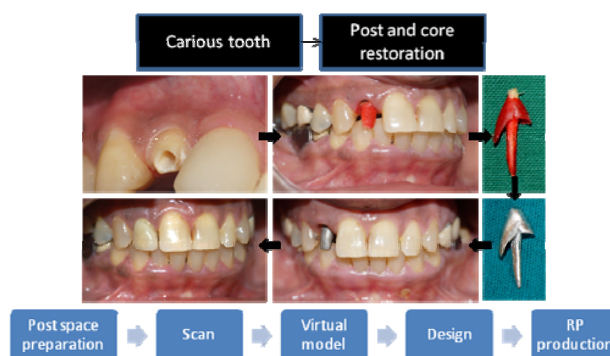 Carious tooth
Post and core
restoration
Post space
preparation
Scan
Virtual
model
Design
RP
production